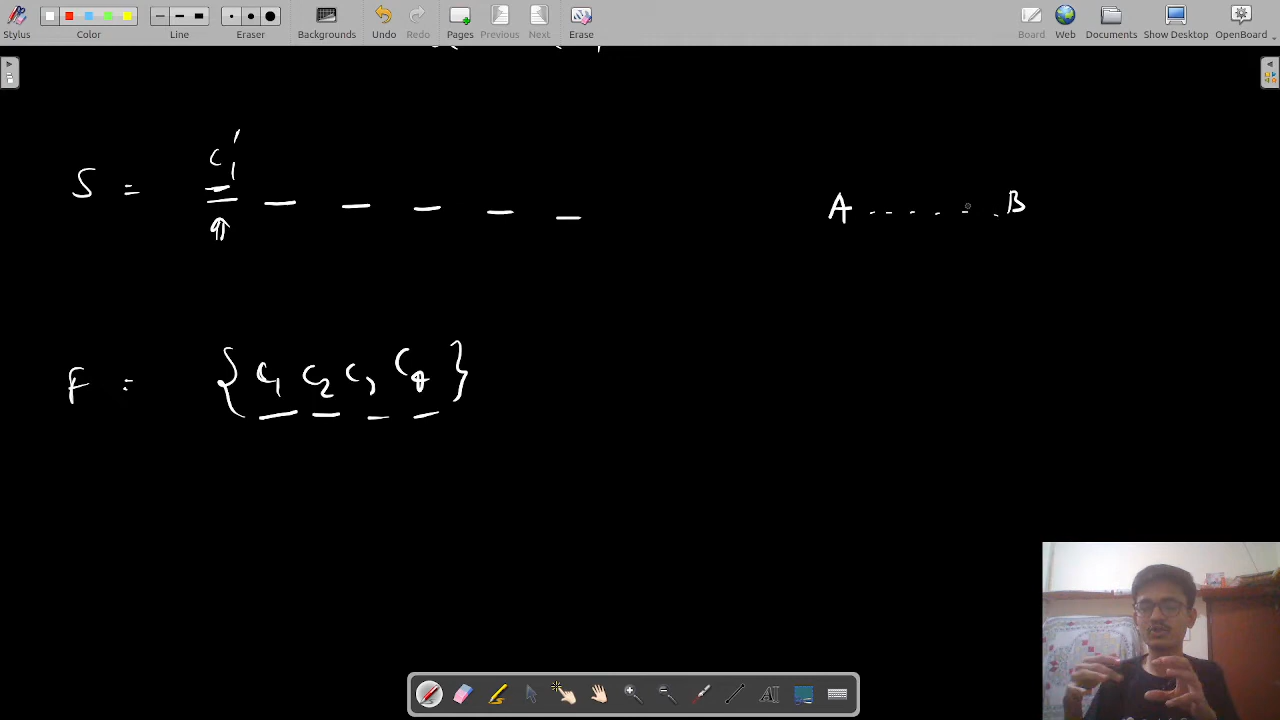 Stylus Color Line Eraser Backgrounds Undo Redo Pages Previous Next Erase Board Web Documents Show Desktop OpenBoard
C₁'
S = _ _ _ _ _ _
A ...... B
F = { C₁ C₂ C₃ C₄ }